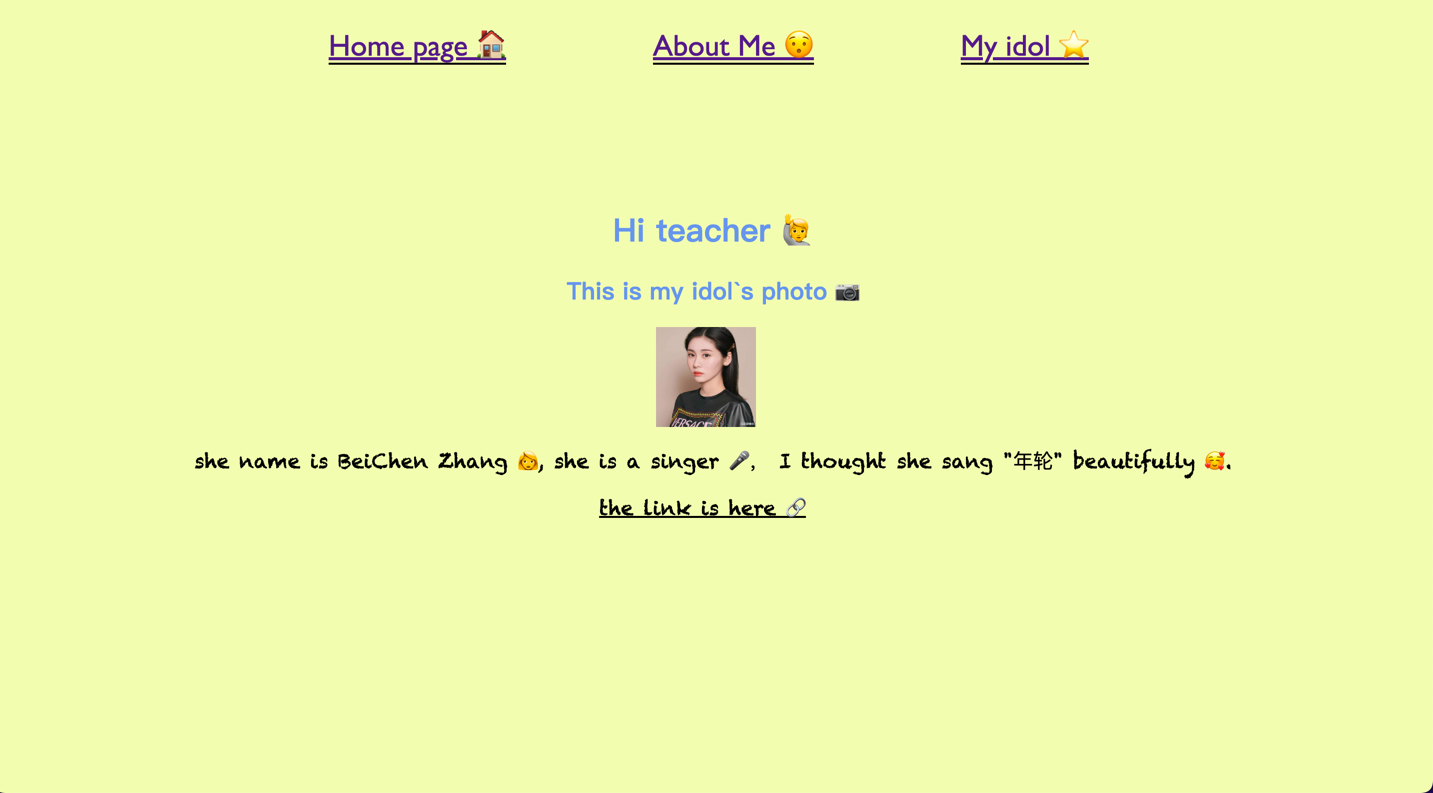 Home page 🏠 About Me 😯 My idol ⭐
Hi teacher 🙋
This is my idol`s photo 📷
she name is BeiChen Zhang 👩, she is a singer 🎤， I thought she sang "年轮" beautifully 🥰.
the link is here 🔗